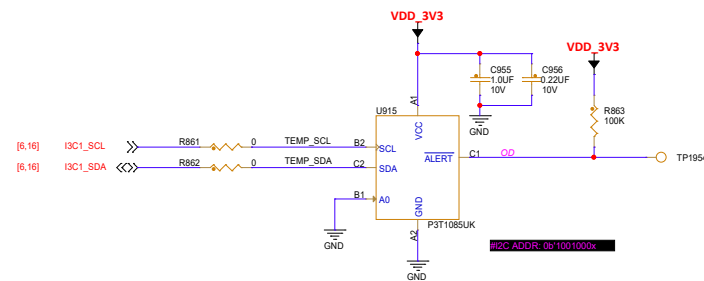 VDD_3V3
VDD_3V3
C955
1.0UF
10V
C956
0.22UF
10V
GND
R863
100K
U915
A1
VCC
[6,16] I3C1_SCL R861 0 TEMP_SCL B2 SCL
[6,16] I3C1_SDA R862 0 TEMP_SDA C2 SDA
ALERT C1 OD
B1 A0
GND
GND
A2
P3T1085UK
GND
#I2C ADDR: 0b'1001000x